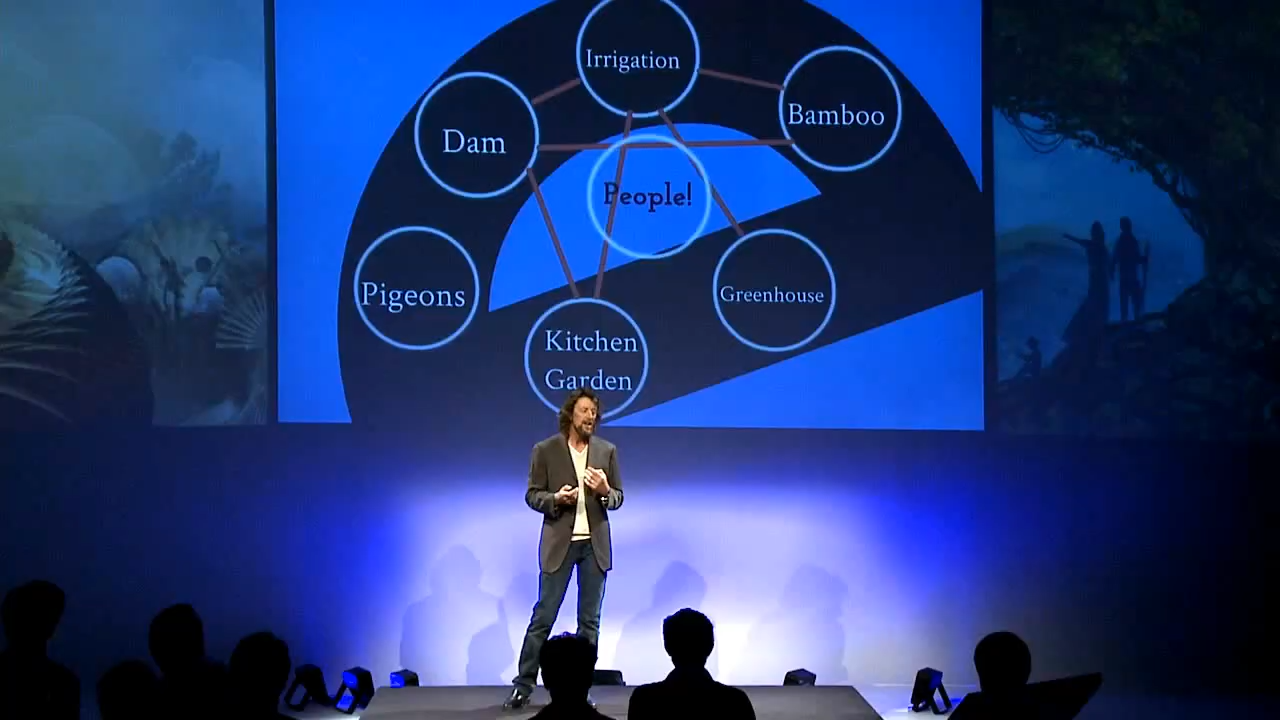 Irrigation
Bamboo
Dam
People!
Pigeons
Greenhouse
Kitchen
Garden